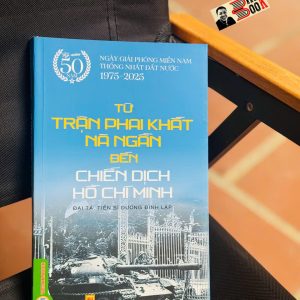 50
NGÀY GIẢI PHÓNG MIỀN NAM
THỐNG NHẤT ĐẤT NƯỚC
1975-2025
TỪ
TRẬN PHAI KHẮT
NÀ NGẦN
ĐẾN
CHIẾN DỊCH
HỒ CHÍ MINH
ĐẠI TÁ, TIẾN SĨ DƯƠNG ĐÌNH LẬP
BOOK